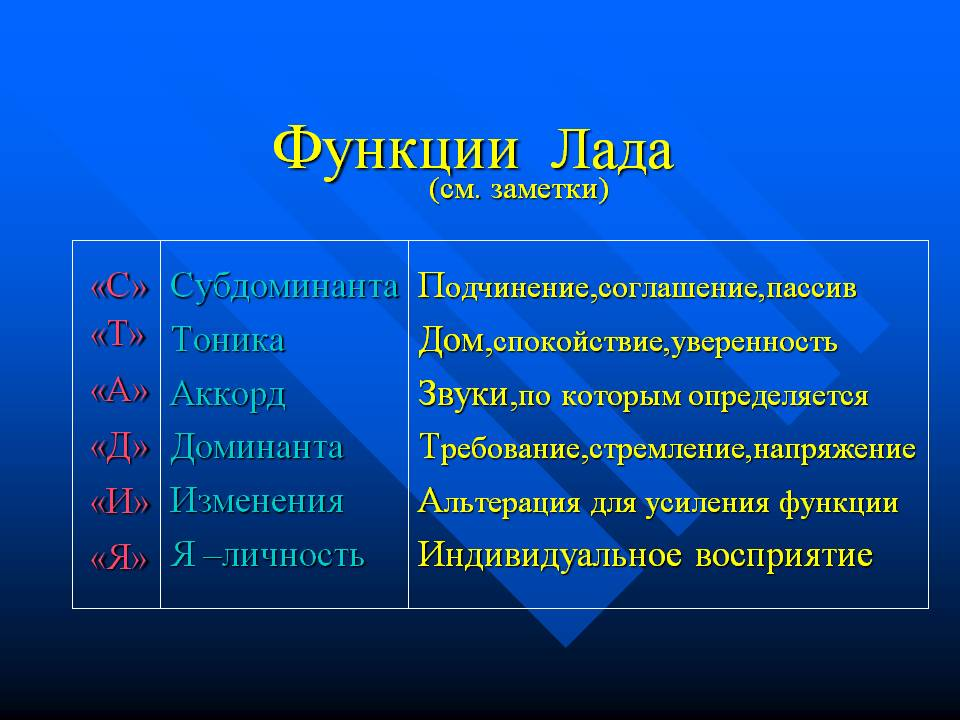 Функции Лада
(см. заметки)
«С» Субдоминанта Подчинение,соглашение,пассив
«Т» Тоника Дом,спокойствие,уверенность
«А» Аккорд Звуки,по которым определяется
«Д» Доминанта Требование,стремление,напряжение
«И» Изменения Альтерация для усиления функции
«Я» Я –личность Индивидуальное восприятие